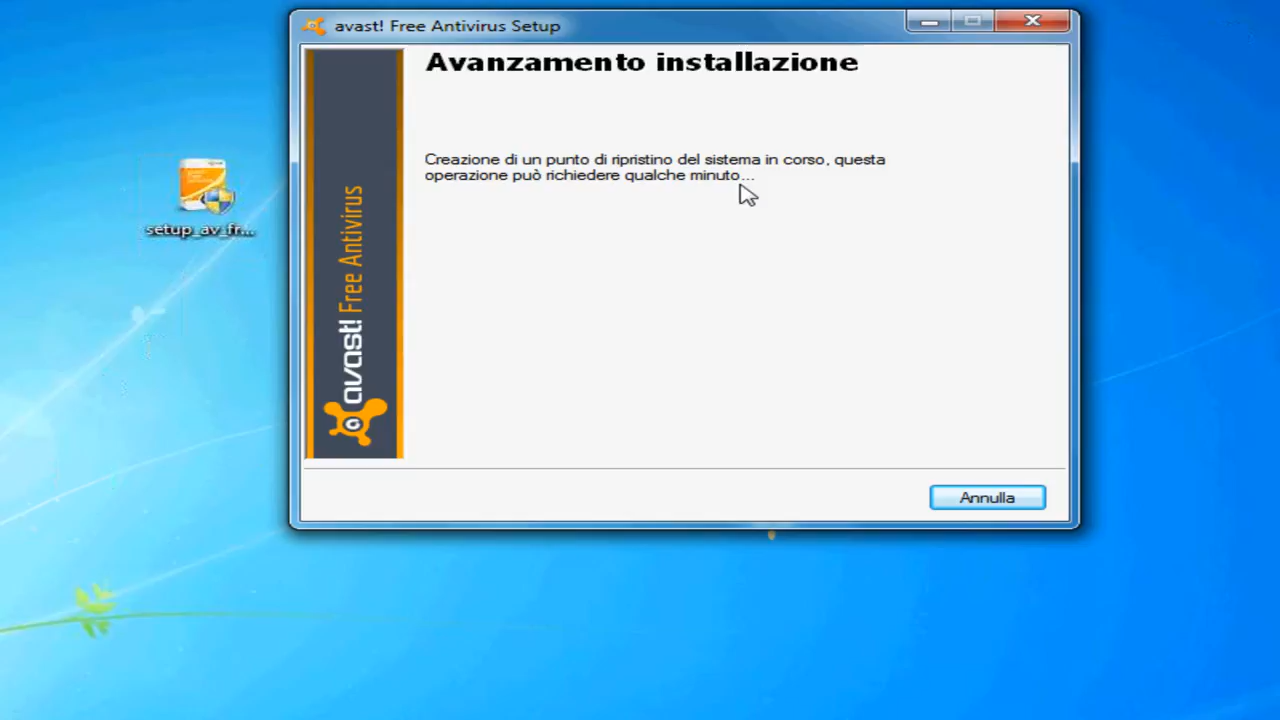 avast! Free Antivirus Setup
Avanzamento installazione
Creazione di un punto di ripristino del sistema in corso, questa
operazione può richiedere qualche minuto...
setup_av_fr...
avast! Free Antivirus
Annulla